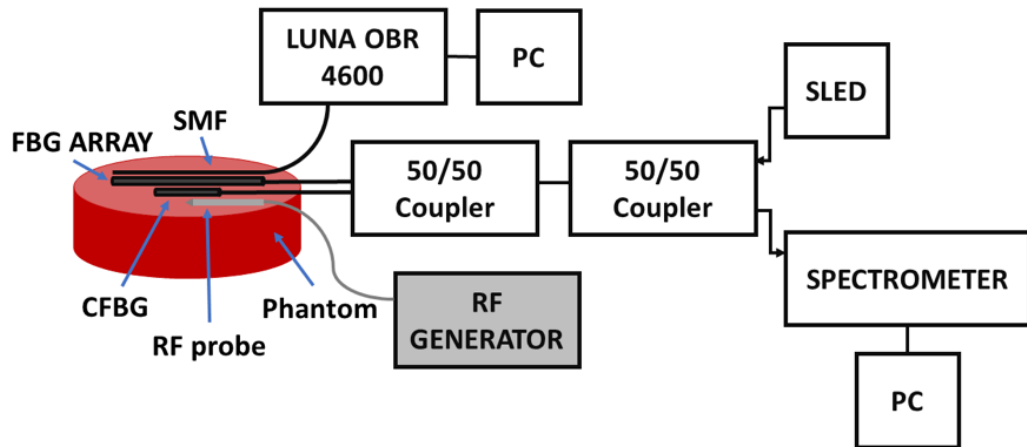 LUNA OBR
4600
PC
SLED
SMF
FBG ARRAY
50/50
Coupler
50/50
Coupler
SPECTROMETER
CFBG
Phantom
RF probe
RF
GENERATOR
PC